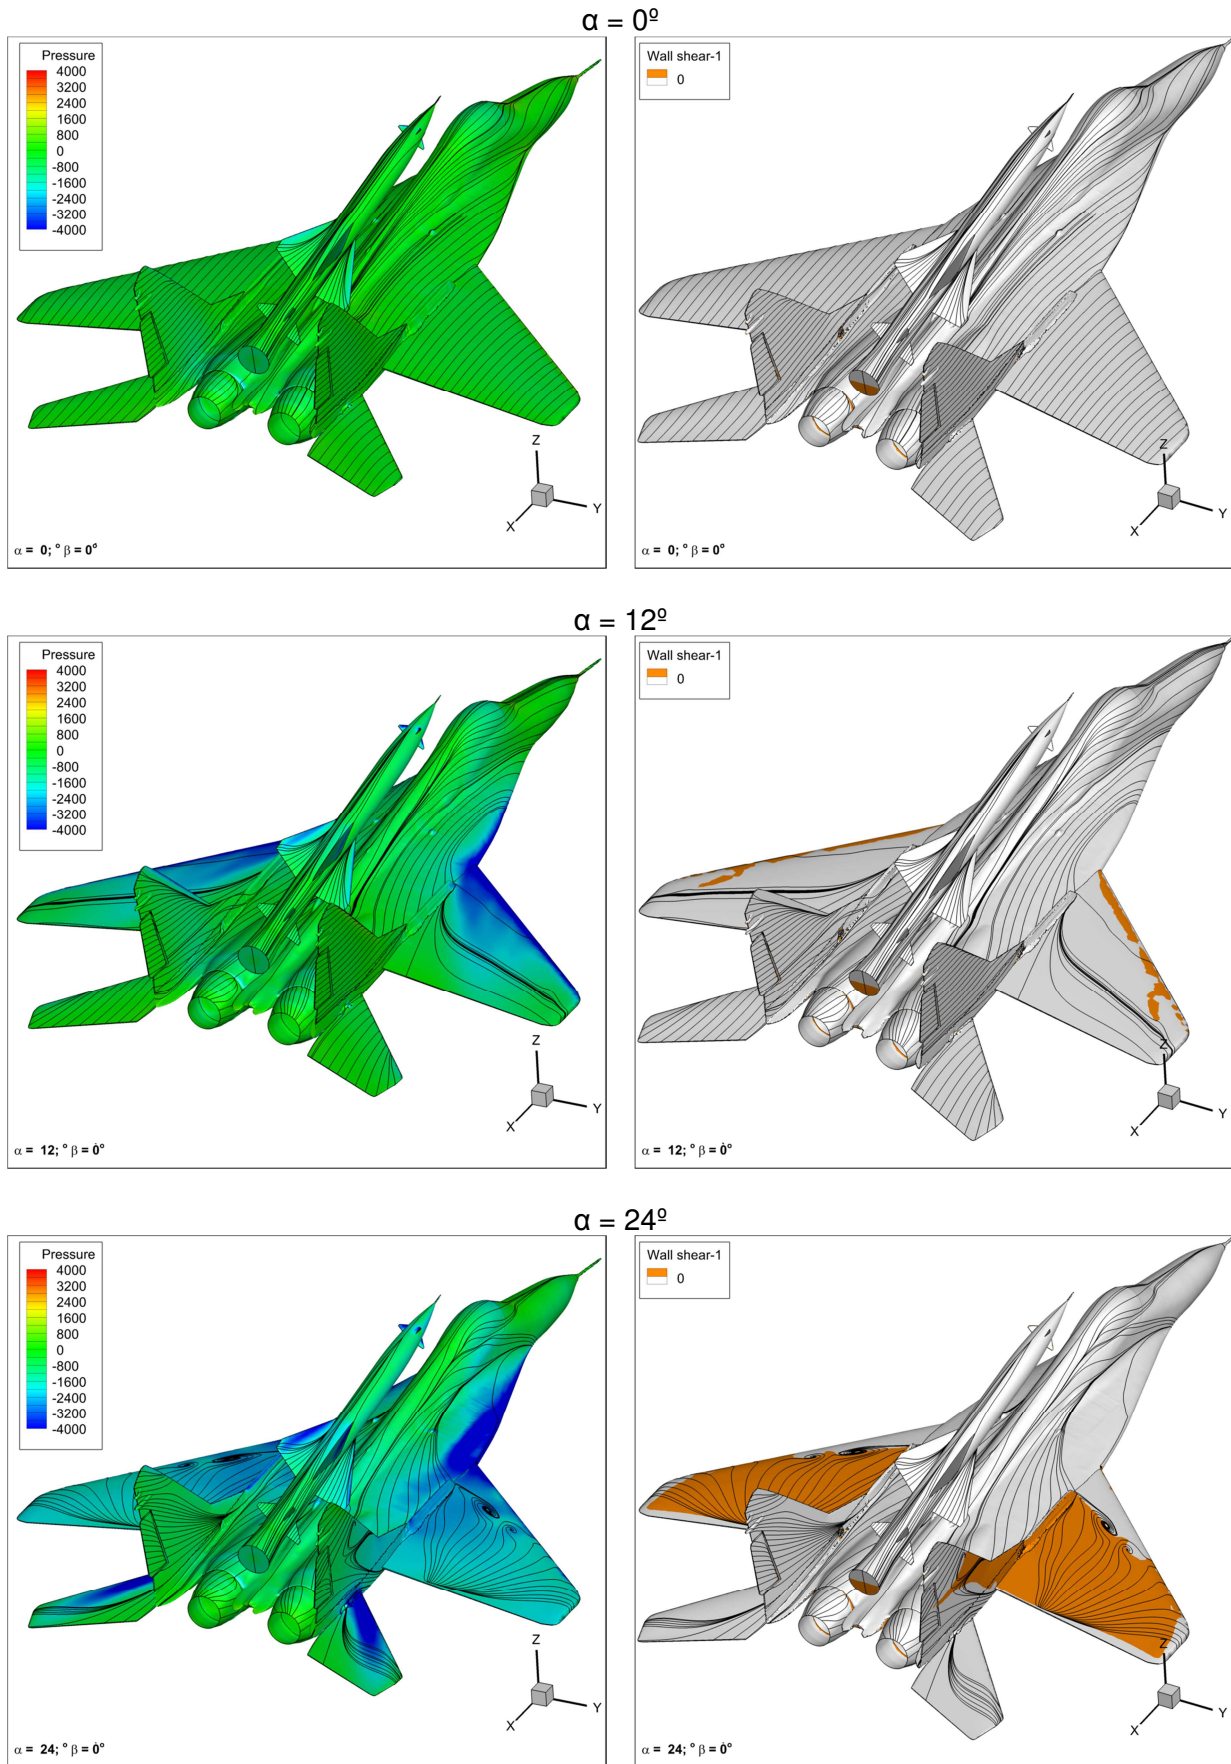 α = 0º
Pressure
4000
3200
2400
1600
800
0
-800
-1600
-2400
-3200
-4000
Z
Y
X
α = 0; ° β = 0°
Wall shear-1
0
Z
Y
X
α = 0; ° β = 0°
α = 12º
Pressure
4000
3200
2400
1600
800
0
-800
-1600
-2400
-3200
-4000
Z
Y
X
α = 12; ° β = 0°
Wall shear-1
0
Z
Y
X
α = 12; ° β = 0°
α = 24º
Pressure
4000
3200
2400
1600
800
0
-800
-1600
-2400
-3200
-4000
Z
Y
X
α = 24; ° β = 0°
Wall shear-1
0
Z
Y
X
α = 24; ° β = 0°